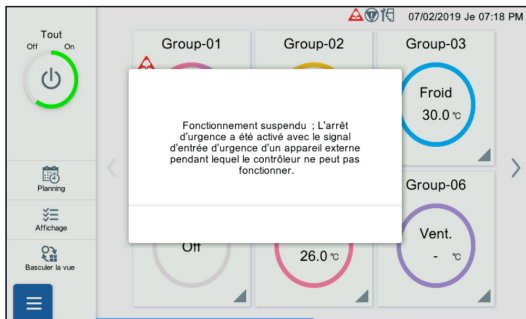 07/02/2019 Je 07:18 PM
Tout
Off On
Group-01
Group-02
Group-03
Froid
30.0 °C
Fonctionnement suspendu ; L'arrêt
d'urgence a été activé avec le signal
d'entrée d'urgence d'un appareil externe
pendant lequel le contrôleur ne peut pas
fonctionner.
Planning
Affichage
Basculer la vue
Group-06
Off
26.0 °C
Vent.
- °C